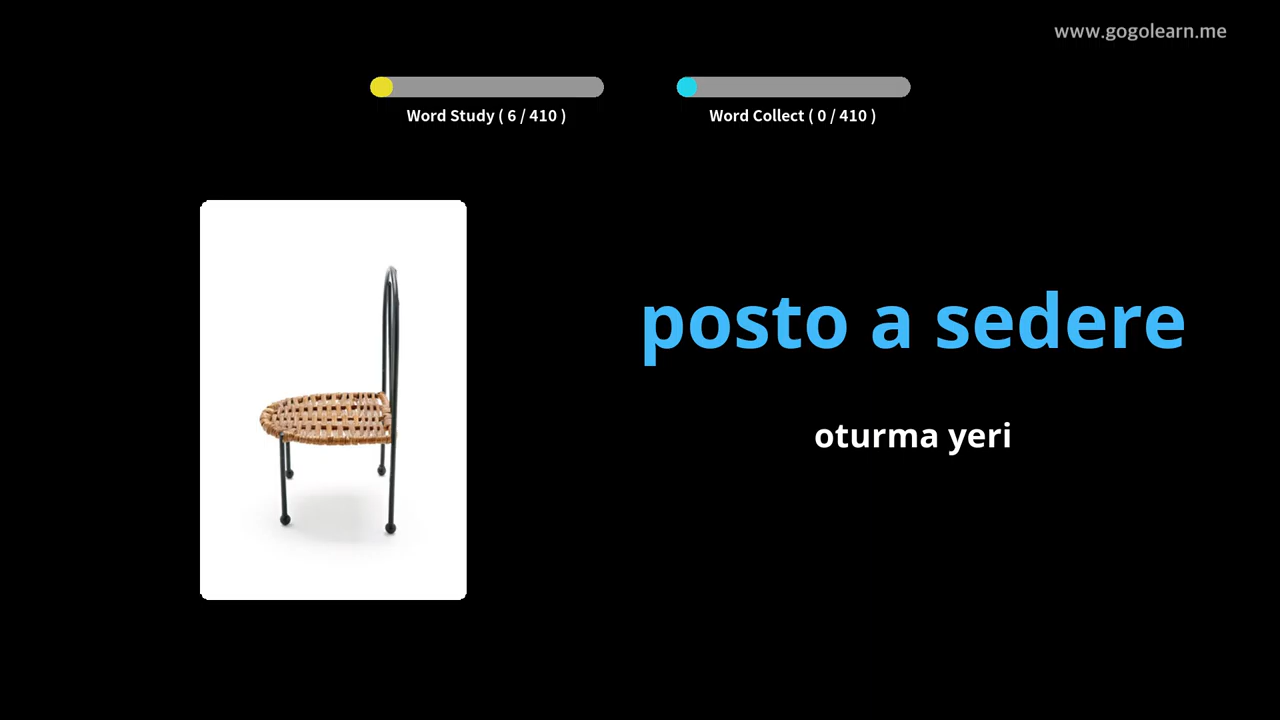 www.gogolearn.me
Word Study ( 6 / 410 )
Word Collect ( 0 / 410 )
posto a sedere
oturma yeri